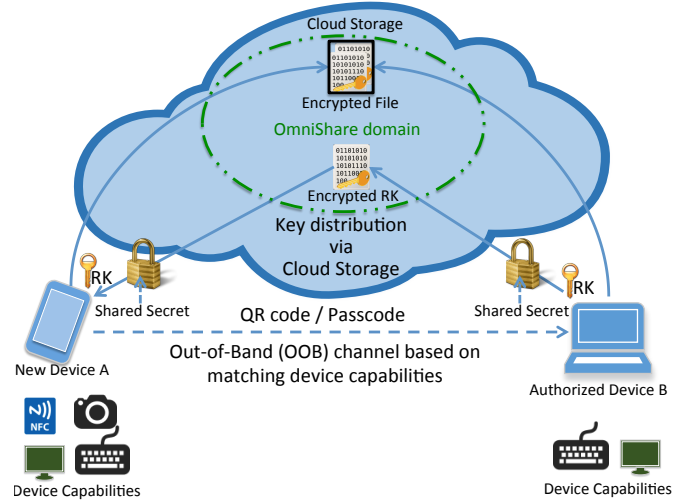 Cloud Storage
01101010
01101010
10101010
10101110
1011000
100
Encrypted File
OmniShare domain
01101010
10101010
10101110
1011000
100
Encrypted RK
Key distribution
via
Cloud Storage
RK
RK
Shared Secret
Shared Secret
QR code / Passcode
Out-of-Band (OOB) channel based on
matching device capabilities
New Device A
Authorized Device B
NFC
Device Capabilities
Device Capabilities